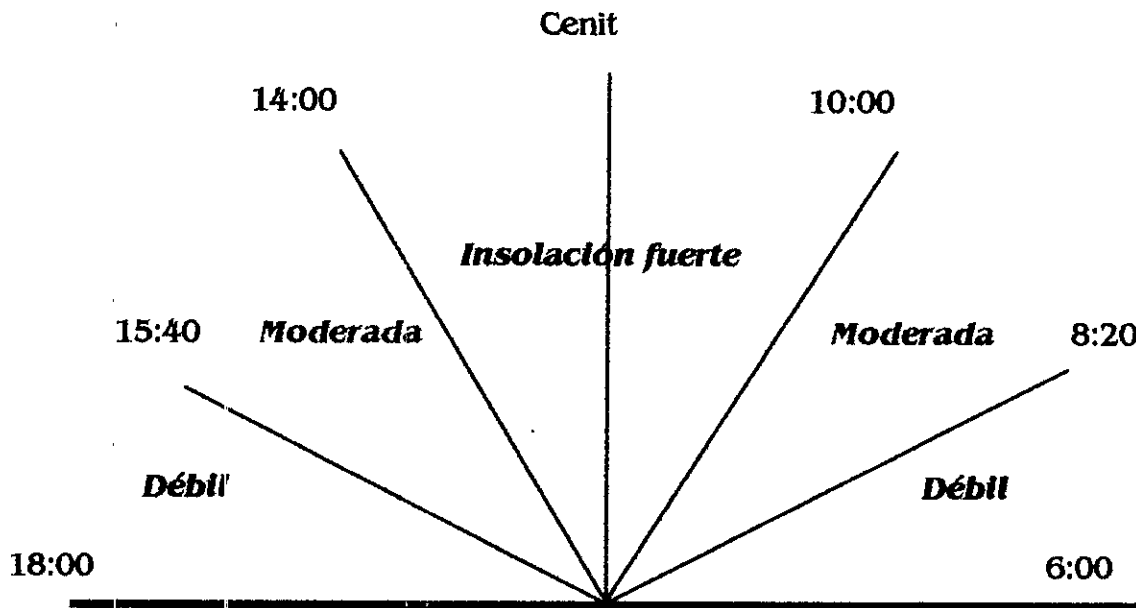 Cenit
14:00
10:00
Insolación fuerte
15:40
Moderada
Moderada
8:20
Débil
Débil
18:00
6:00